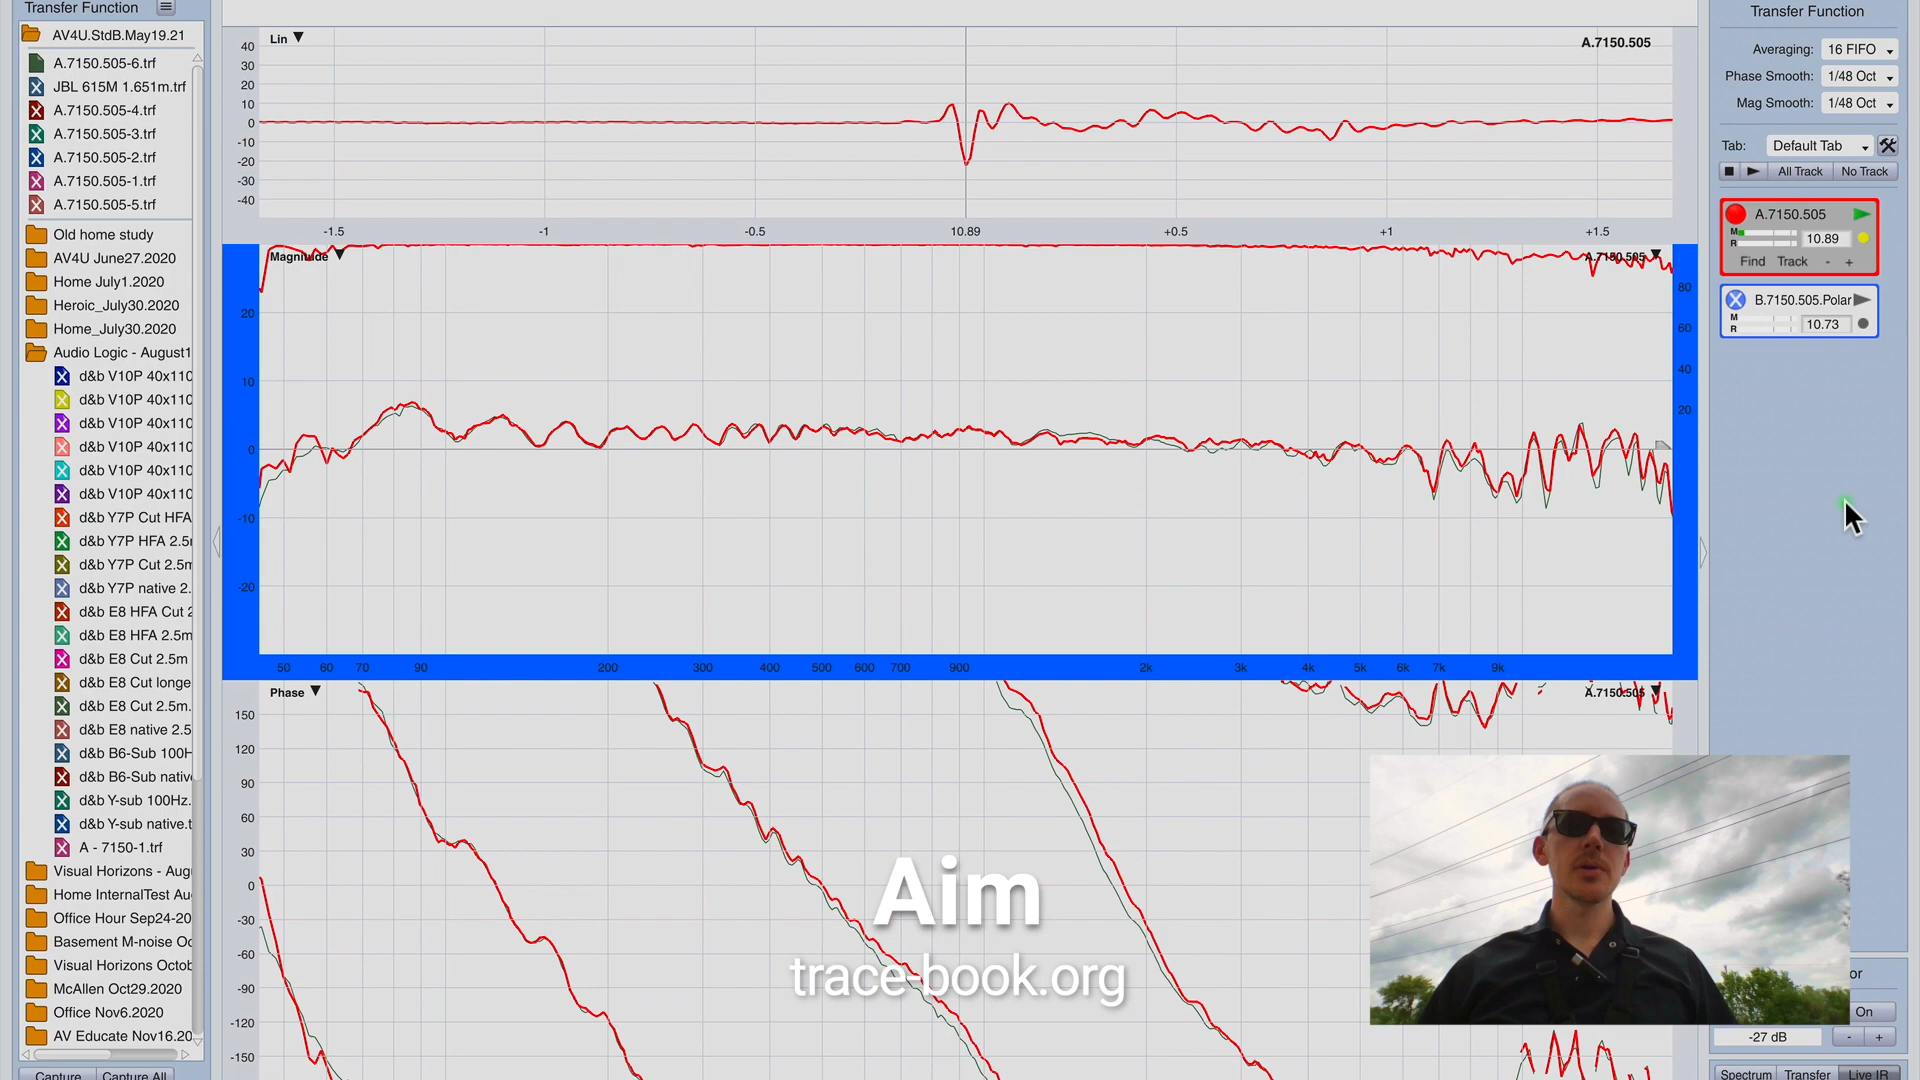 Transfer Function
AV4U.StdB.May19.21
A.7150.505-6.trf
JBL 615M 1.651m.trf
A.7150.505-4.trf
A.7150.505-3.trf
A.7150.505-2.trf
A.7150.505-1.trf
A.7150.505-5.trf
Old home study
AV4U June27.2020
Home July1.2020
Heroic_July30.2020
Home_July30.2020
Audio Logic - August1
d&b V10P 40x110
d&b V10P 40x110
d&b V10P 40x110
d&b V10P 40x110
d&b V10P 40x110
d&b V10P 40x110
d&b Y7P Cut HFA
d&b Y7P HFA 2.5
d&b Y7P Cut 2.5m
d&b Y7P native 2.
d&b E8 HFA Cut 2
d&b E8 HFA 2.5m
d&b E8 Cut 2.5m
d&b E8 Cut longe
d&b E8 Cut 2.5m.
d&b E8 native 2.5
d&b B6-Sub 100H
d&b B6-Sub native
d&b Y-sub 100Hz.
d&b Y-sub native.t
A - 7150-1.trf
Visual Horizons - Aug
Home InternalTest Au
Office Hour Sep24-20
Basement M-noise Oc
Visual Horizons Octob
McAllen Oct29.2020
Office Nov6.2020
AV Educate Nov16.20
Capture Capture All
Lin
A.7150.505
40
30
20
10
0
-10
-20
-30
-40
-1.5 -1 -0.5 10.89 +0.5 +1 +1.5
Magnitude
A.7150.505
20
10
0
-10
-20
80
60
40
20
50 60 70 90 200 300 400 500 600 700 900 2k 3k 4k 5k 6k 7k 9k
Phase
A.7150.505
150
120
90
60
30
0
-30
-60
-90
-120
-150
Aim
trace-book.org
Transfer Function
Averaging: 16 FIFO
Phase Smooth: 1/48 Oct
Mag Smooth: 1/48 Oct
Tab: Default Tab
All Track No Track
A.7150.505
M
R
10.89
Find Track - +
B.7150.505.Polar
M
R
10.73
or
On
-27 dB - +
Spectrum Transfer Live IR